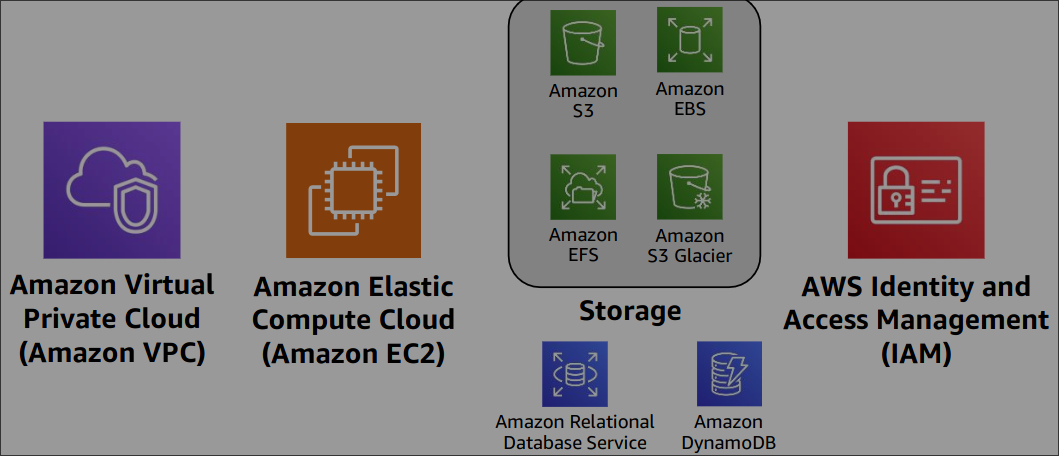 Amazon Virtual
Private Cloud
(Amazon VPC)
Amazon Elastic
Compute Cloud
(Amazon EC2)
Amazon
S3
Amazon
EBS
Amazon
EFS
Amazon
S3 Glacier
Storage
Amazon Relational
Database Service
Amazon
DynamoDB
AWS Identity and
Access Management
(IAM)